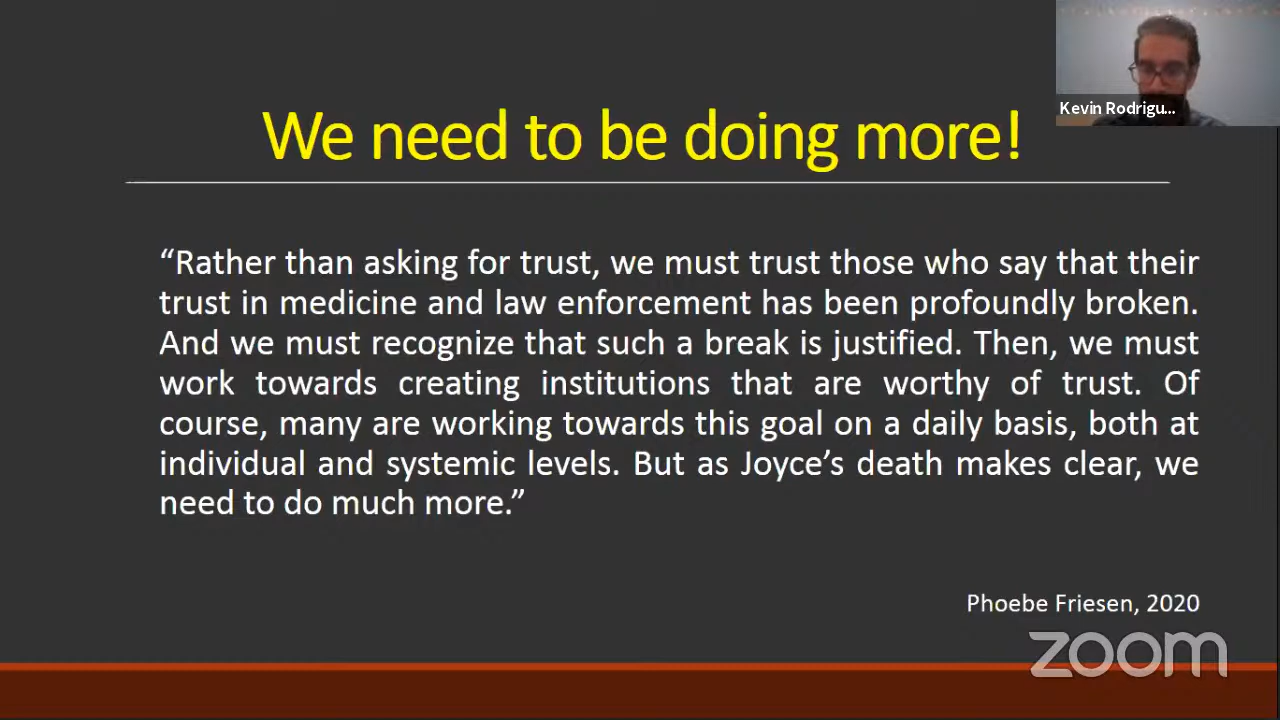 Kevin Rodrigu...
We need to be doing more!
“Rather than asking for trust, we must trust those who say that their
trust in medicine and law enforcement has been profoundly broken.
And we must recognize that such a break is justified. Then, we must
work towards creating institutions that are worthy of trust. Of
course, many are working towards this goal on a daily basis, both at
individual and systemic levels. But as Joyce’s death makes clear, we
need to do much more.”
Phoebe Friesen, 2020
zoom